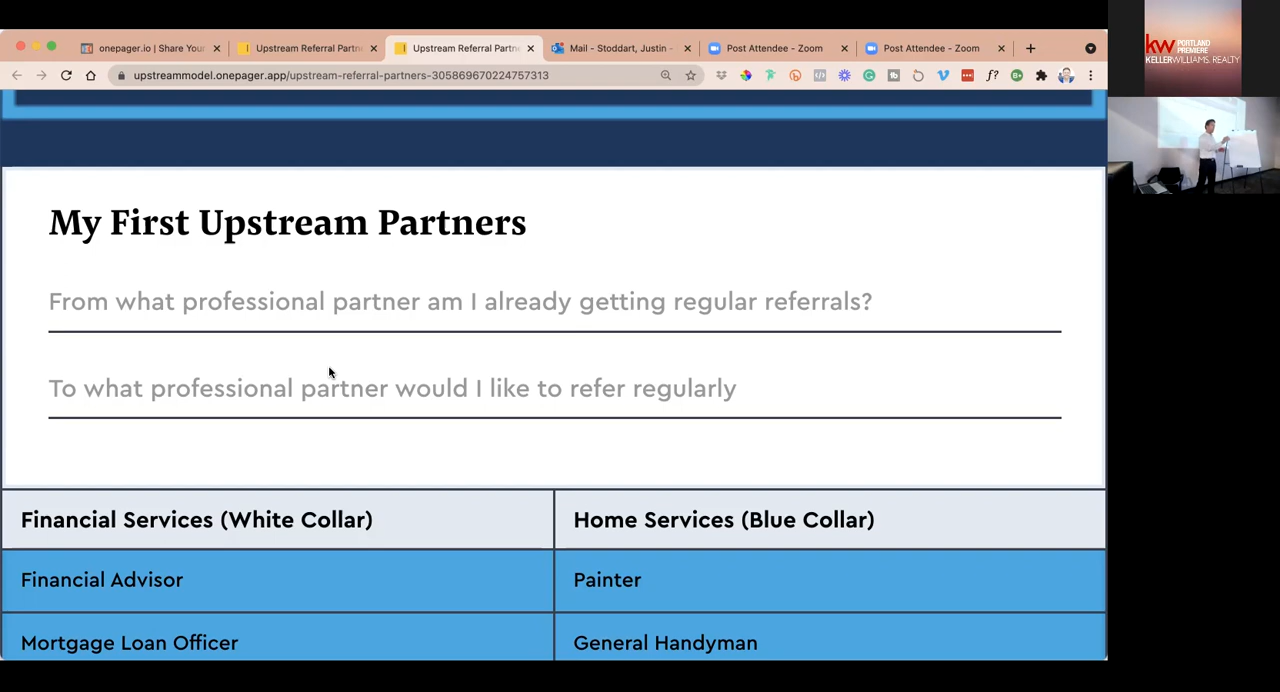 onepager.io | Share You
Upstream Referral Partne
Upstream Referral Partne
Mail - Stoddart, Justin -
Post Attendee - Zoom
Post Attendee - Zoom
upstreammodel.onepager.app/upstream-referral-partners-305869670224757313
kw PORTLAND PREMIERE
KELLERWILLIAMS. REALTY
My First Upstream Partners
From what professional partner am I already getting regular referrals?
To what professional partner would I like to refer regularly
Financial Services (White Collar)
Home Services (Blue Collar)
Financial Advisor
Painter
Mortgage Loan Officer
General Handyman